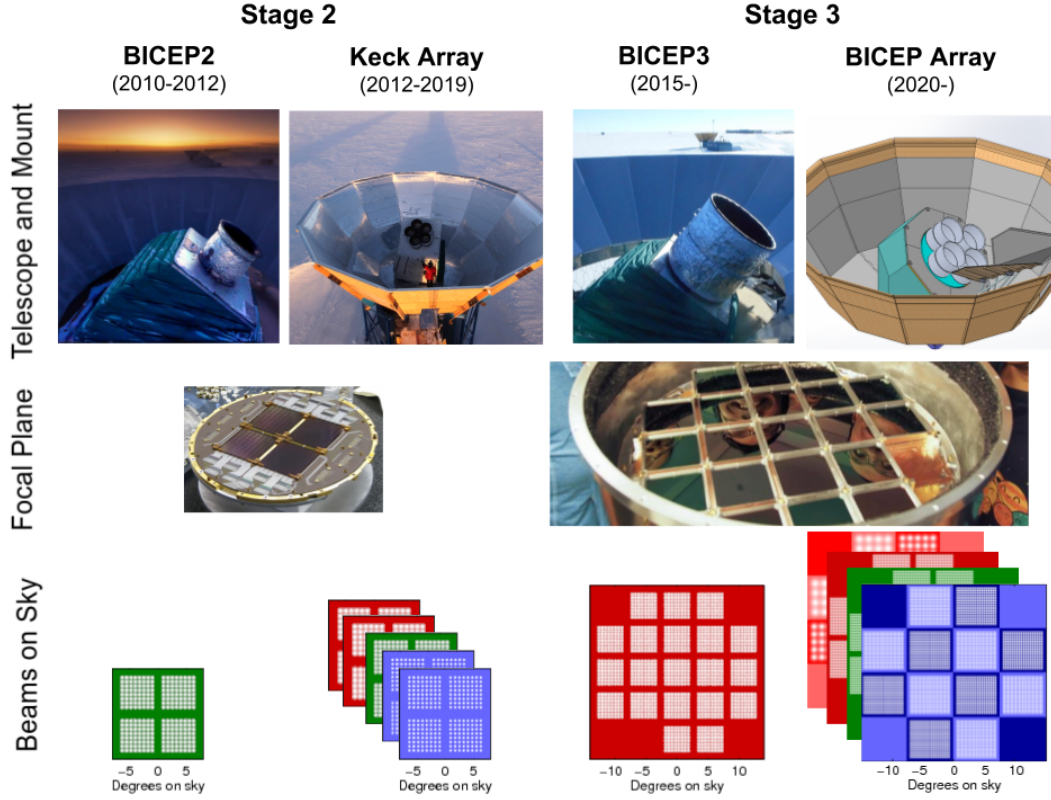 Stage 2
Stage 3
BICEP2
(2010-2012)
Keck Array
(2012-2019)
BICEP3
(2015-)
BICEP Array
(2020-)
Telescope and Mount
Focal Plane
Beams on Sky
−5 0 5
Degrees on sky
−5 0 5
Degrees on sky
−10 −5 0 5 10
Degrees on sky
−10 −5 0 5 10
Degrees on sky